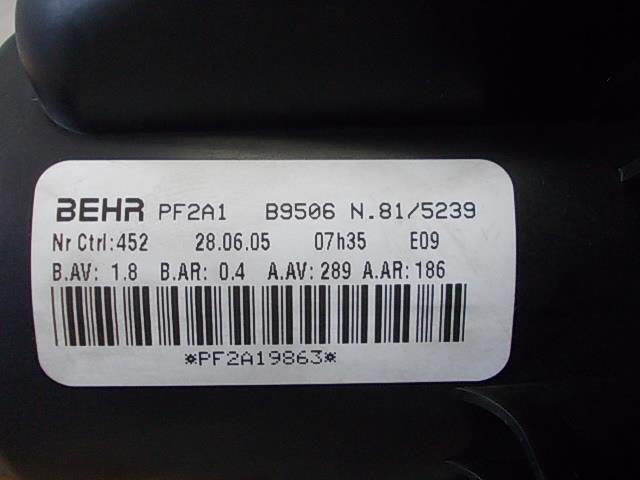 BEHR PF2A1 B9506 N.81/5239
Nr Ctrl:452 28.06.05 07h35 E09
B.AV: 1.8 B.AR: 0.4 A.AV: 289 A.AR: 186
*PF2A19863*